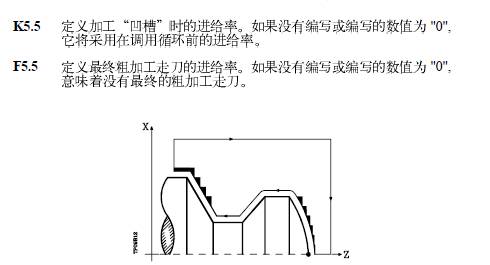 K5.5 定义加工“凹槽”时的进给率。如果没有编写或编写的数值为 "0",
它将采用在调用循环前的进给率。
F5.5 定义最终粗加工走刀的进给率。如果没有编写或编写的数值为 "0",
意味着没有最终的粗加工走刀。
X
Z